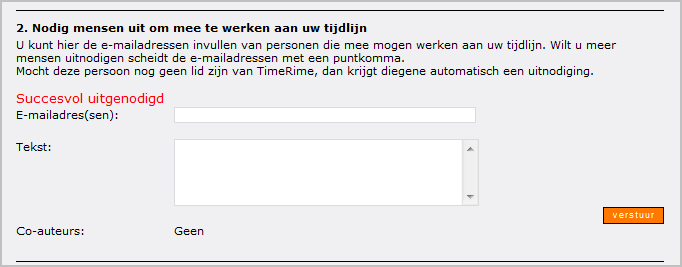 2. Nodig mensen uit om mee te werken aan uw tijdlijn
U kunt hier de e-mailadressen invullen van personen die mee mogen werken aan uw tijdlijn. Wilt u meer
mensen uitnodigen scheidt de e-mailadressen met een puntkomma.
Mocht deze persoon nog geen lid zijn van TimeRime, dan krijgt diegene automatisch een uitnodiging.
Succesvol uitgenodigd
E-mailadres(sen):
Tekst:
verstuur
Co-auteurs: Geen